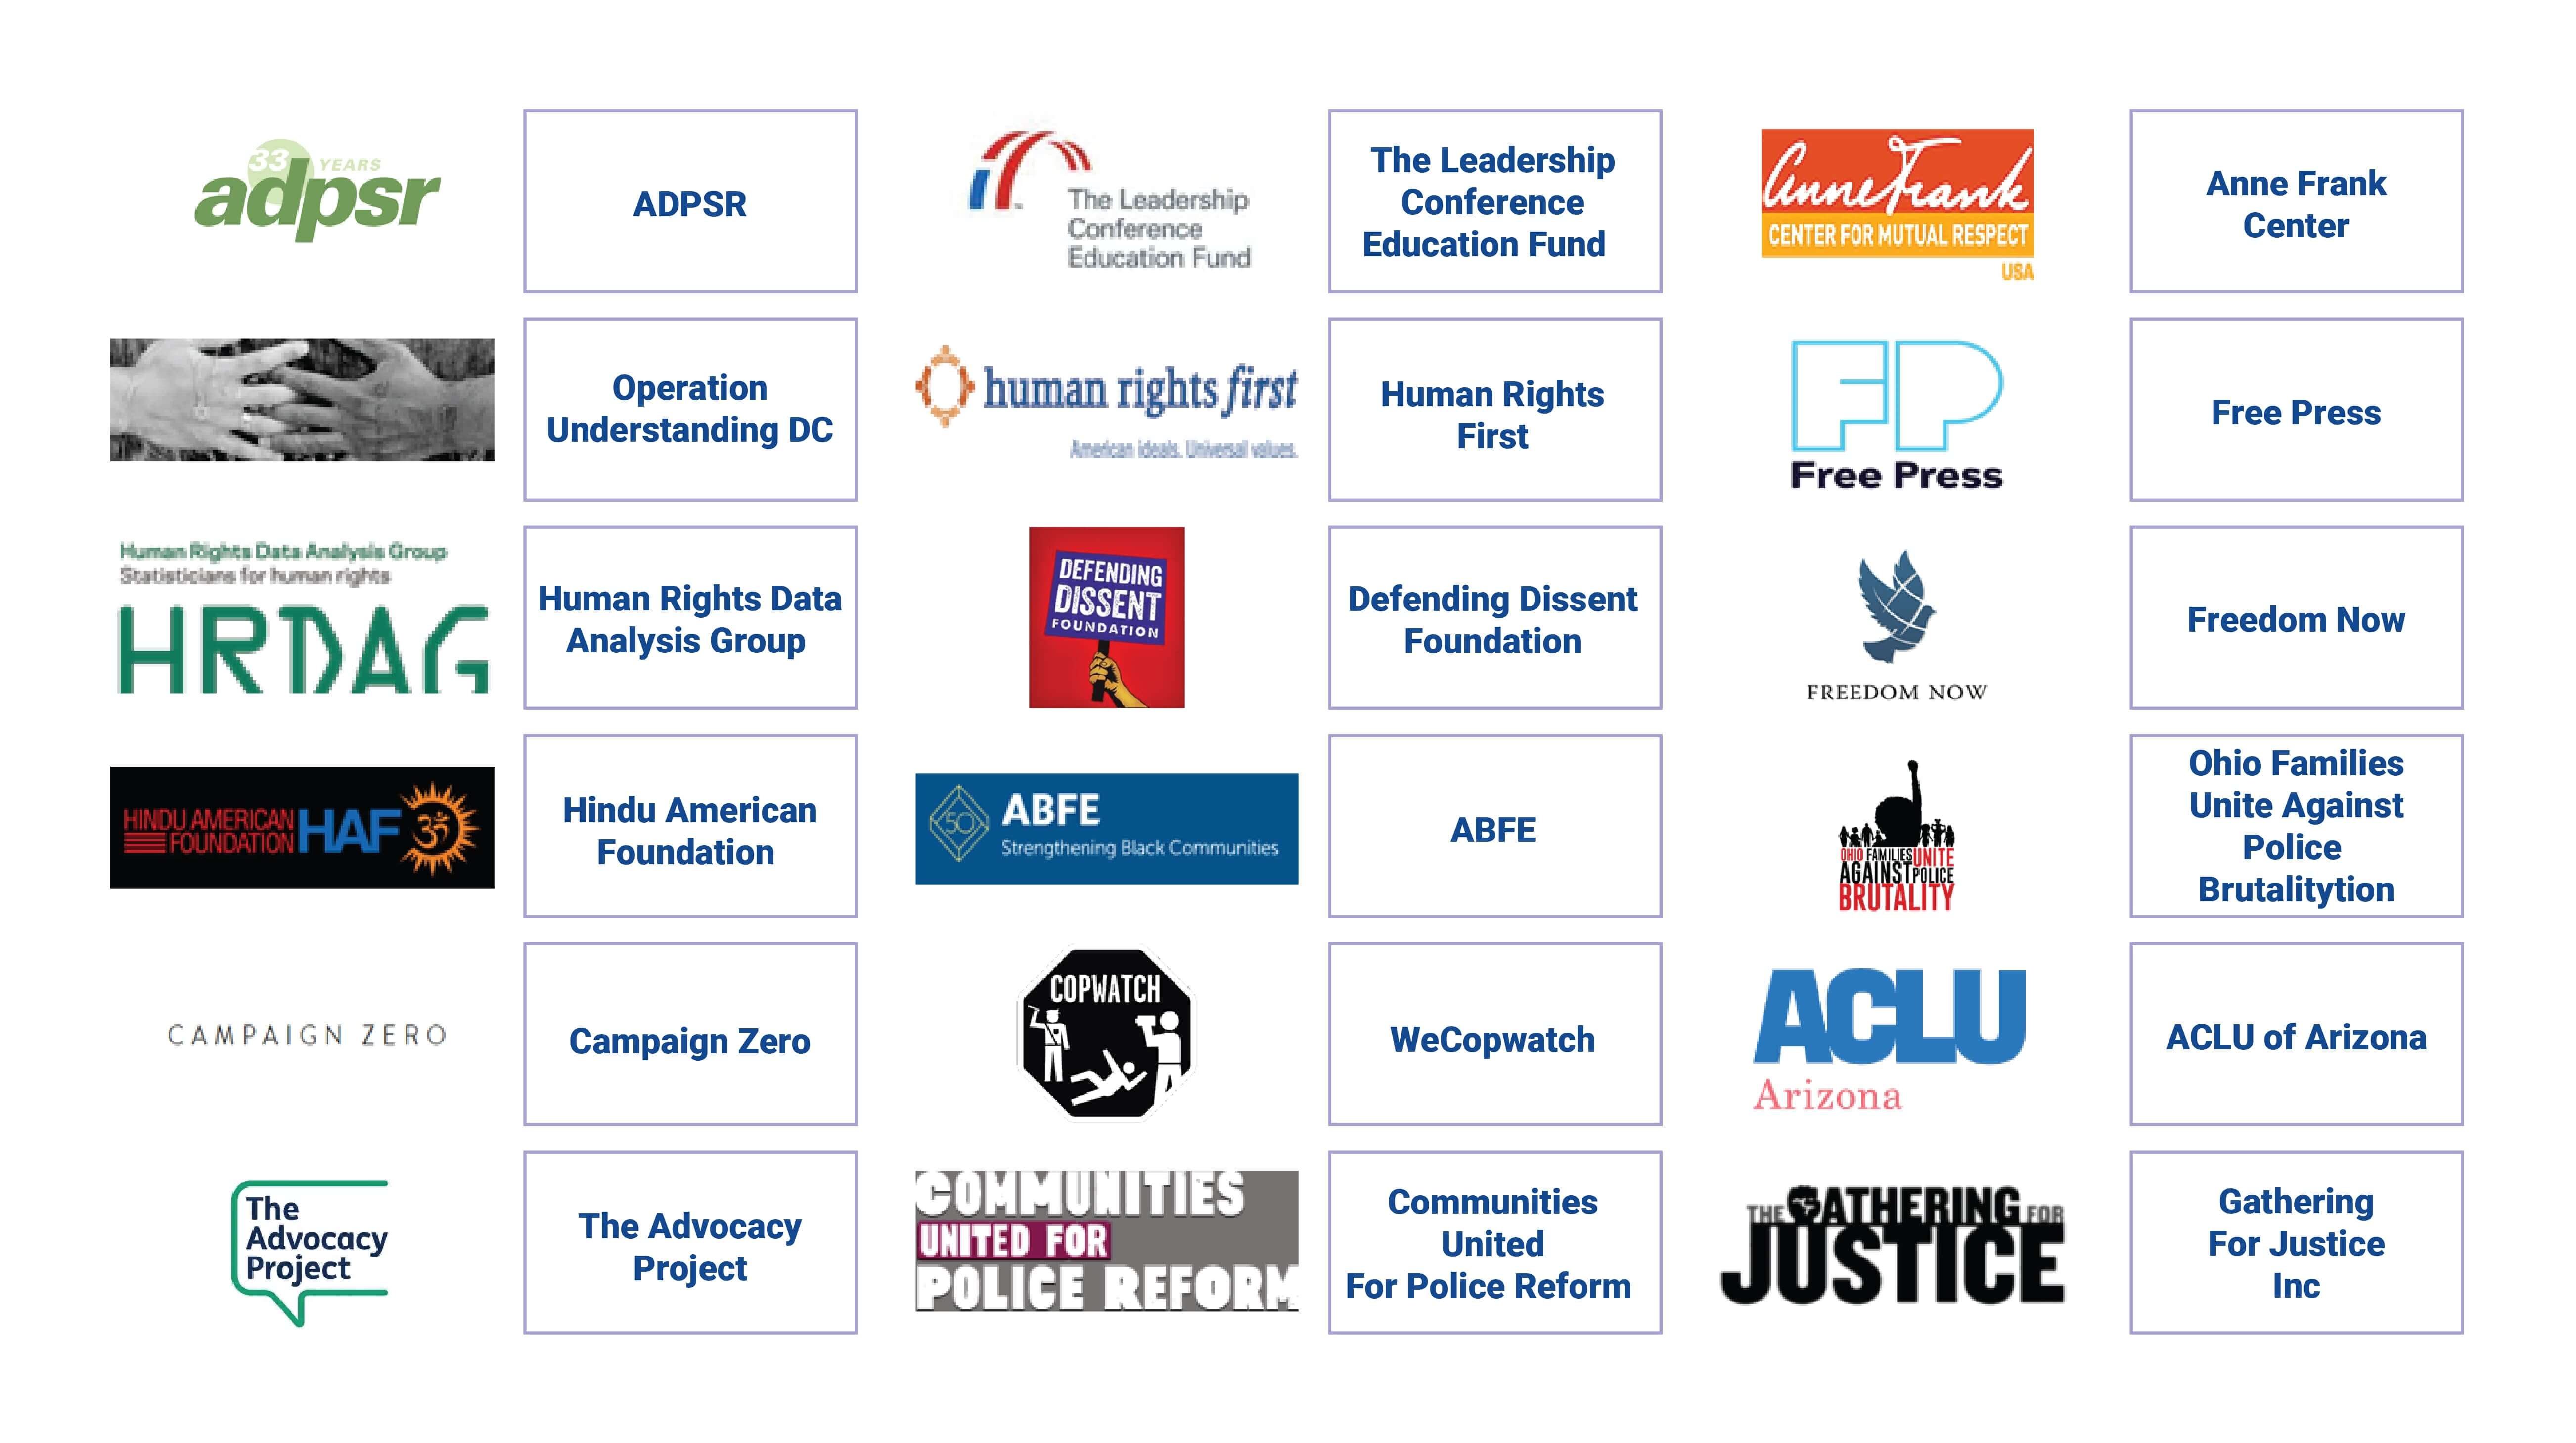 33 YEARS
adpsr
ADPSR
The Leadership
Conference
Education Fund
The Leadership
Conference
Education Fund
Anne Frank
CENTER FOR MUTUAL RESPECT
USA
Anne Frank
Center
Operation
Understanding DC
human rights first
American ideals. Universal values.
Human Rights
First
FP
Free Press
Free Press
Human Rights Data Analysis Group
Statisticians for human rights
HRDAG
Human Rights Data
Analysis Group
DEFENDING
DISSENT
FOUNDATION
Defending Dissent
Foundation
FREEDOM NOW
Freedom Now
HINDU AMERICAN
FOUNDATION
HAF
ॐ
Hindu American
Foundation
50
ABFE
Strengthening Black Communities
ABFE
OHIO FAMILIES UNITE
AGAINST POLICE
BRUTALITY
Ohio Families
Unite Against
Police
Brutalitytion
CAMPAIGN ZERO
Campaign Zero
COPWATCH
WeCopwatch
ACLU
Arizona
ACLU of Arizona
The
Advocacy
Project
The Advocacy
Project
COMMUNITIES
UNITED FOR
POLICE REFORM
Communities
United
For Police Reform
THE GATHERING FOR
JUSTICE
Gathering
For Justice
Inc